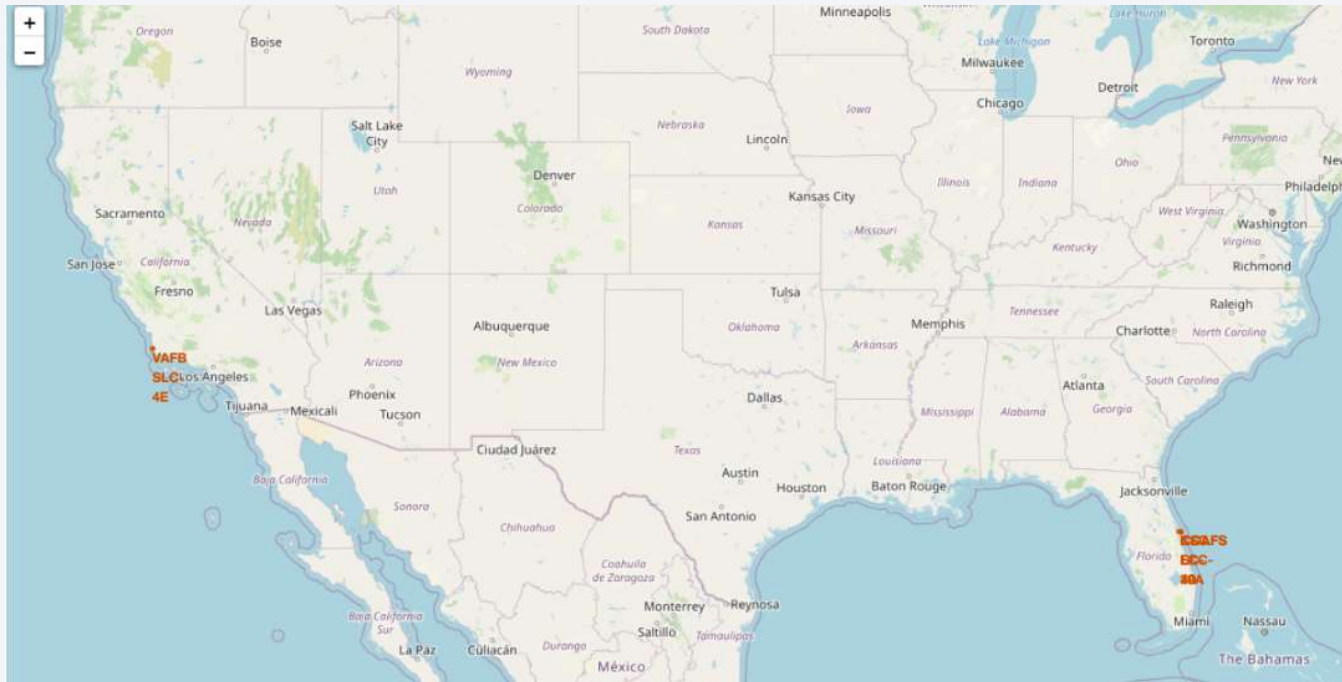 +
−
Minneapolis
Wisconsin
Lake Huron
Oregon
Boise
South Dakota
Lake Michigan
Toronto
Wyoming
Milwaukee
Detroit
New York
Chicago
Salt Lake
City
Nebraska
Iowa
Lincoln
Pennsylvania
New
Denver
Utah
Colorado
Illinois
Indiana
Ohio
Philadelph
Sacramento
Nevada
Kansas City
Kansas
Missouri
West Virginia
Washington
Virginia
Kentucky
San Jose
California
Fresno
Richmond
Las Vegas
Tulsa
Raleigh
Albuquerque
Oklahoma
Memphis
Tennessee
Charlotte
North Carolina
VAFB
SLC-
4E
Los Angeles
Arizona
New Mexico
Arkansas
Phoenix
Tucson
Tijuana
Mexicali
Dallas
Atlanta
South Carolina
Mississippi
Alabama
Georgia
Ciudad Juárez
Texas
Louisiana
Baja California
Austin
Houston
Baton Rouge
Jacksonville
Sonora
Chihuahua
San Antonio
Florida
Coahuila
de Zaragoza
Monterrey
Reynosa
Saltillo
Tamaulipas
Miami
Nassau
Baja California
Sur
La Paz
Culiacán
Durango
México
The Bahamas